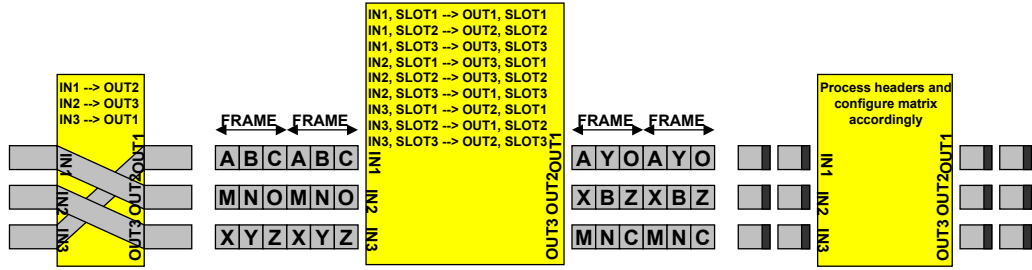 IN1 --> OUT2
IN2 --> OUT3
IN3 --> OUT1
IN1
IN2
IN3
OUT1
OUT2
OUT3
FRAME FRAME
A B C A B C
M N O M N O
X Y Z X Y Z
IN1, SLOT1 --> OUT1, SLOT1
IN1, SLOT2 --> OUT2, SLOT2
IN1, SLOT3 --> OUT3, SLOT3
IN2, SLOT1 --> OUT3, SLOT1
IN2, SLOT2 --> OUT3, SLOT2
IN2, SLOT3 --> OUT1, SLOT3
IN3, SLOT1 --> OUT2, SLOT1
IN3, SLOT2 --> OUT1, SLOT2
IN3, SLOT3 --> OUT2, SLOT3
IN1
IN2
IN3
OUT1
OUT2
OUT3
FRAME FRAME
A Y O A Y O
X B Z X B Z
M N C M N C
Process headers and
configure matrix
accordingly
IN1
IN2
IN3
OUT1
OUT2
OUT3